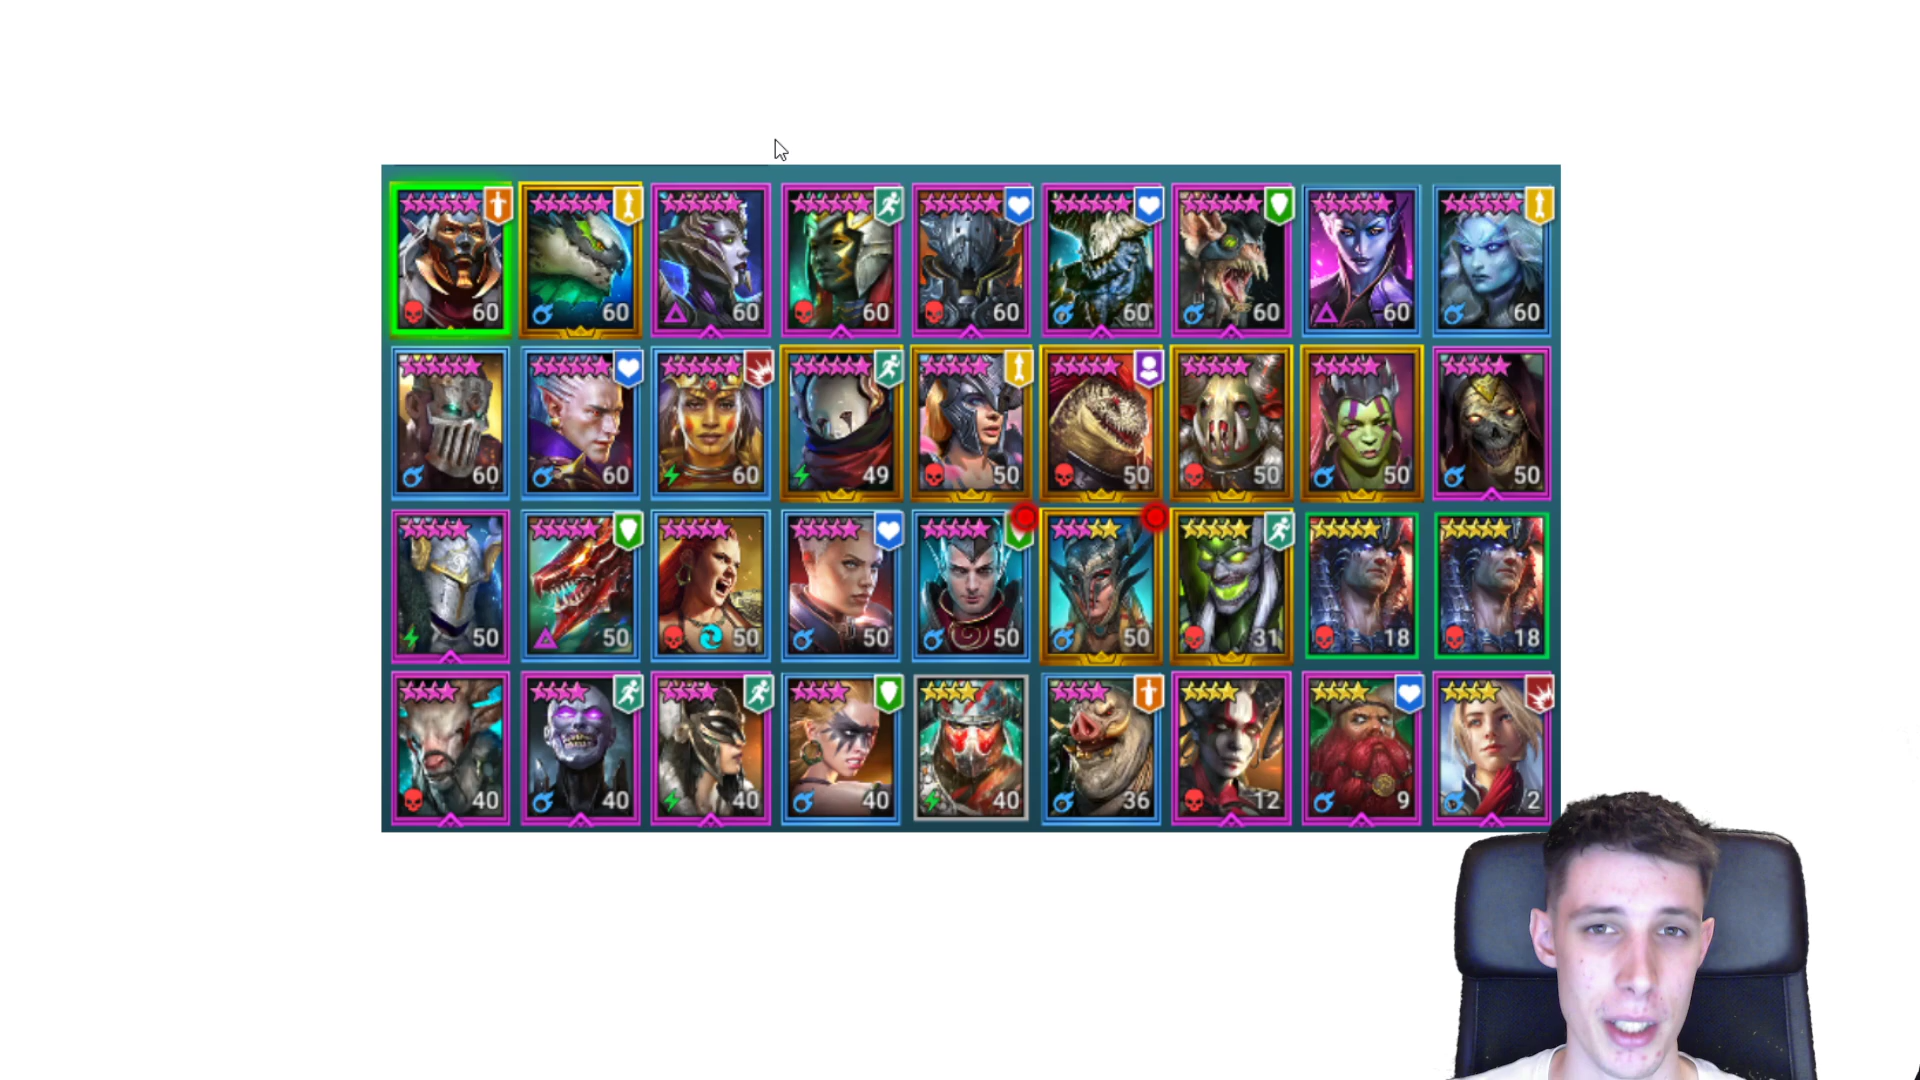 60 60 60 60 60 60 60 60 60
60 60 60 49 50 50 50 50 50
50 50 50 50 50 50 31 18 18
40 40 40 40 40 36 12 9 2